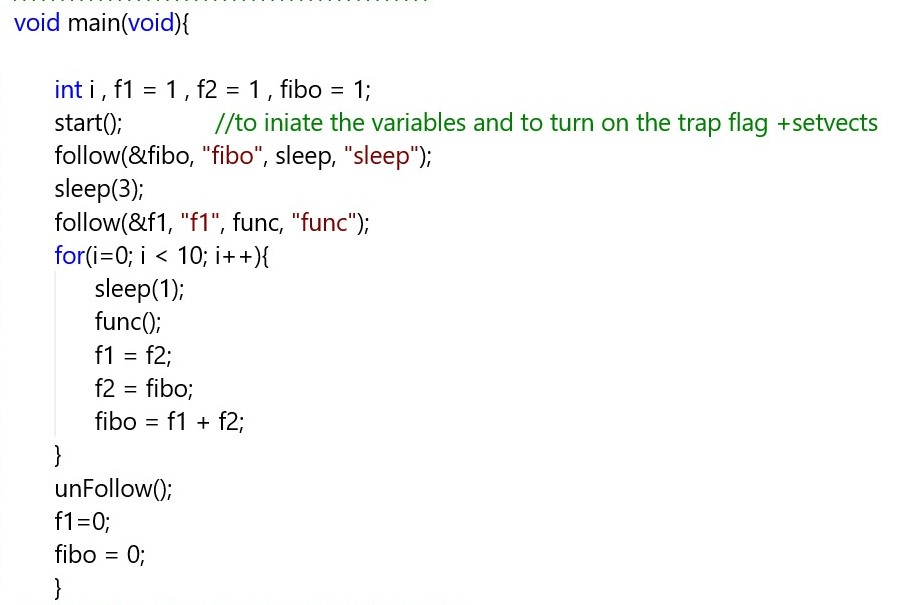 void main(void){
int i , f1 = 1 , f2 = 1 , fibo = 1;
start(); //to iniate the variables and to turn on the trap flag +setvects
follow(&fibo, "fibo", sleep, "sleep");
sleep(3);
follow(&f1, "f1", func, "func");
for(i=0; i < 10; i++){
sleep(1);
func();
f1 = f2;
f2 = fibo;
fibo = f1 + f2;
}
unFollow();
f1=0;
fibo = 0;
}